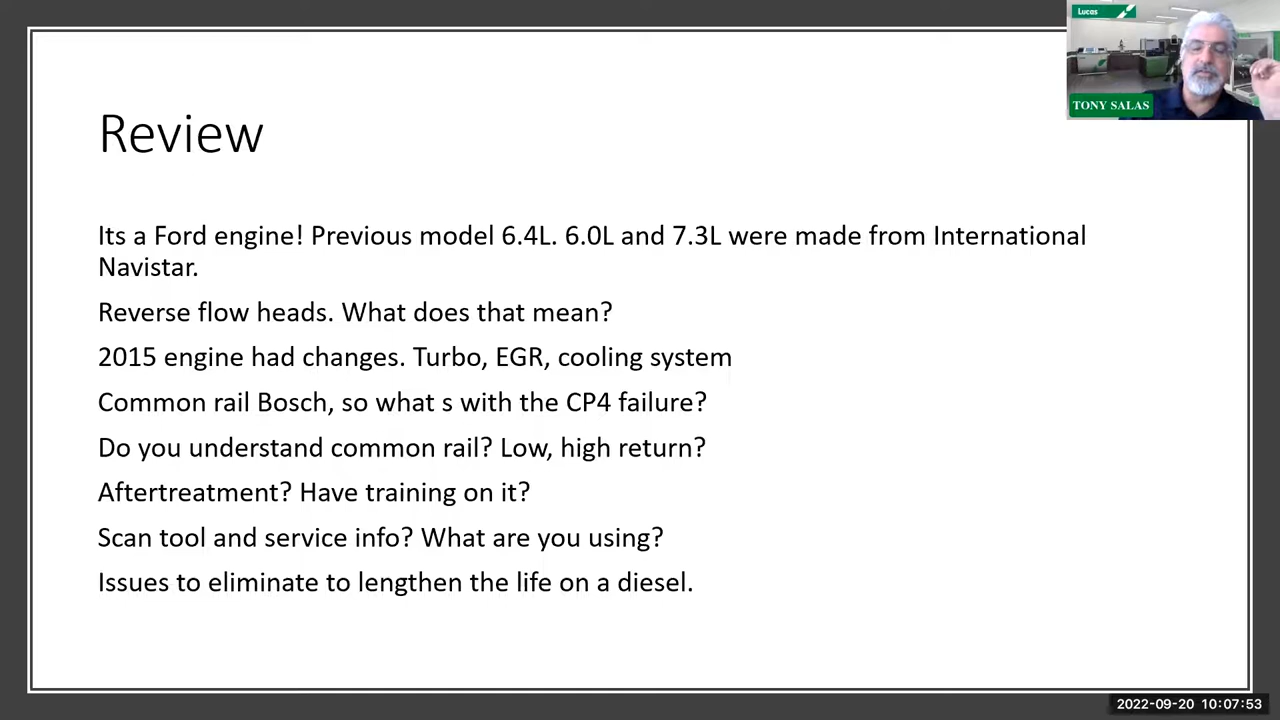 Lucas
TONY SALAS
Review
Its a Ford engine! Previous model 6.4L. 6.0L and 7.3L were made from International
Navistar.
Reverse flow heads. What does that mean?
2015 engine had changes. Turbo, EGR, cooling system
Common rail Bosch, so what s with the CP4 failure?
Do you understand common rail? Low, high return?
Aftertreatment? Have training on it?
Scan tool and service info? What are you using?
Issues to eliminate to lengthen the life on a diesel.
2022-09-20 10:07:53